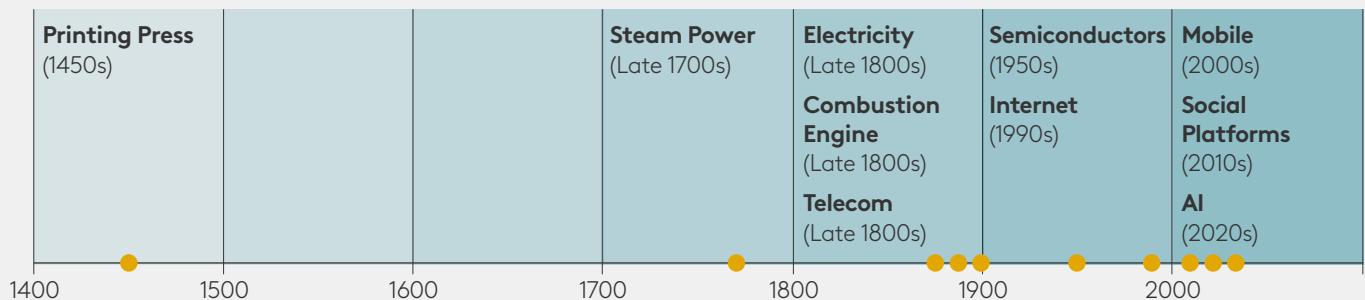 Printing Press
(1450s)
Steam Power
(Late 1700s)
Electricity
(Late 1800s)
Combustion
Engine
(Late 1800s)
Telecom
(Late 1800s)
Semiconductors
(1950s)
Internet
(1990s)
Mobile
(2000s)
Social
Platforms
(2010s)
AI
(2020s)
1400
1500
1600
1700
1800
1900
2000